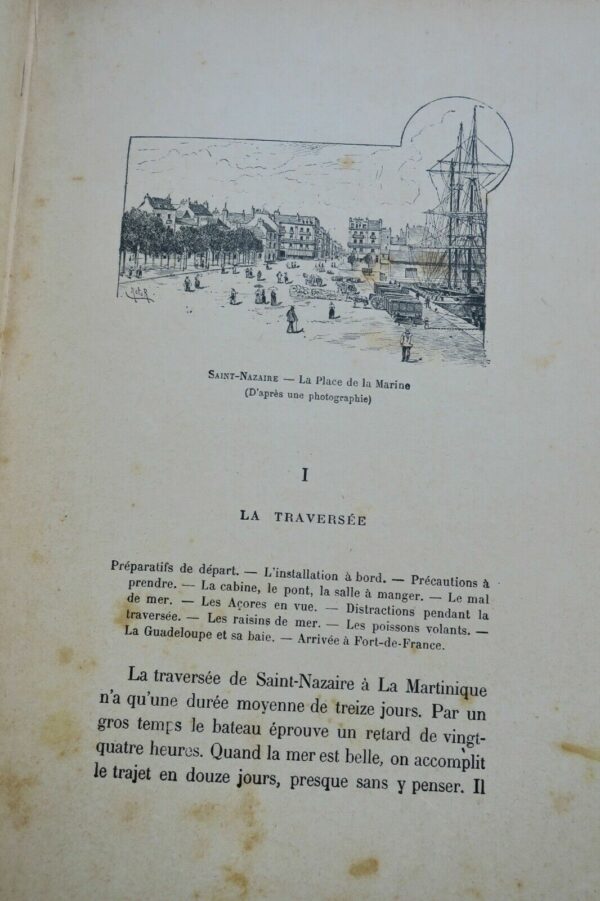 SAINT-NAZAIRE — La Place de la Marine
(D'après une photographie)
I
LA TRAVERSÉE
Préparatifs de départ. — L'installation à bord. — Précautions à
prendre. — La cabine, le pont, la salle à manger. — Le mal
de mer. — Les Açores en vue. — Distractions pendant la
traversée. — Les raisins de mer. — Les poissons volants. —
La Guadeloupe et sa baie. — Arrivée à Fort-de-France.
La traversée de Saint-Nazaire à La Martinique
n'a qu'une durée moyenne de treize jours. Par un
gros temps le bateau éprouve un retard de vingt-
quatre heures. Quand la mer est belle, on accomplit
le trajet en douze jours, presque sans y penser. Il